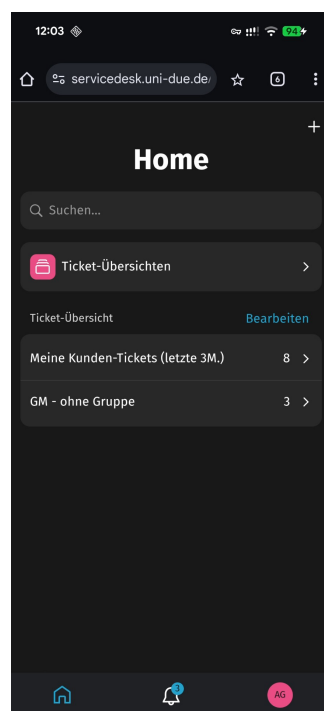 12:03
94
servicedesk.uni-due.de/
6
+
Home
Suchen...
Ticket-Übersichten
Ticket-Übersicht Bearbeiten
Meine Kunden-Tickets (letzte 3M.) 8
GM - ohne Gruppe 3
3
AG